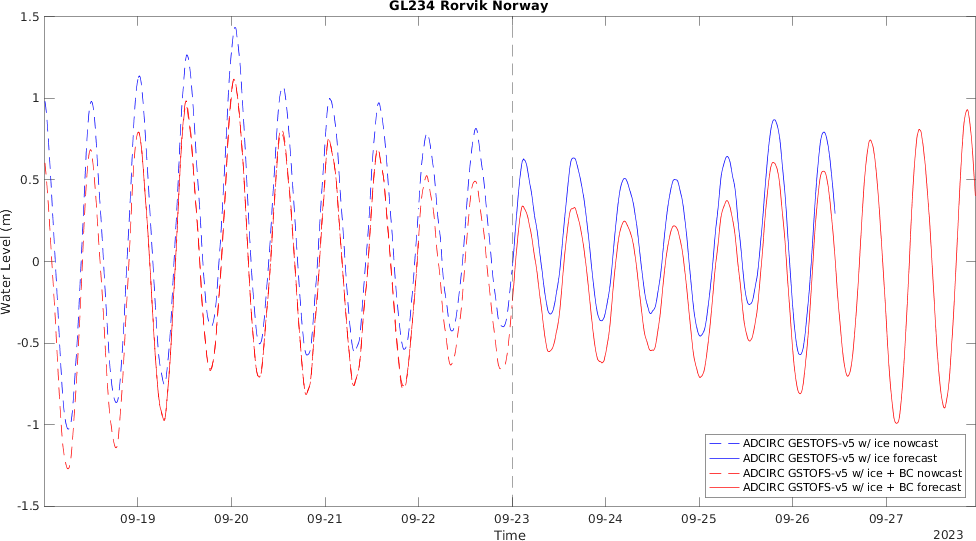 GL234 Rorvik Norway
1.5
1
0.5
0
-0.5
-1
-1.5
Water Level (m)
ADCIRC GESTOFS-v5 w/ ice nowcast
ADCIRC GESTOFS-v5 w/ ice forecast
ADCIRC GSTOFS-v5 w/ ice + BC nowcast
ADCIRC GSTOFS-v5 w/ ice + BC forecast
09-19 09-20 09-21 09-22 09-23 09-24 09-25 09-26 09-27
Time
2023